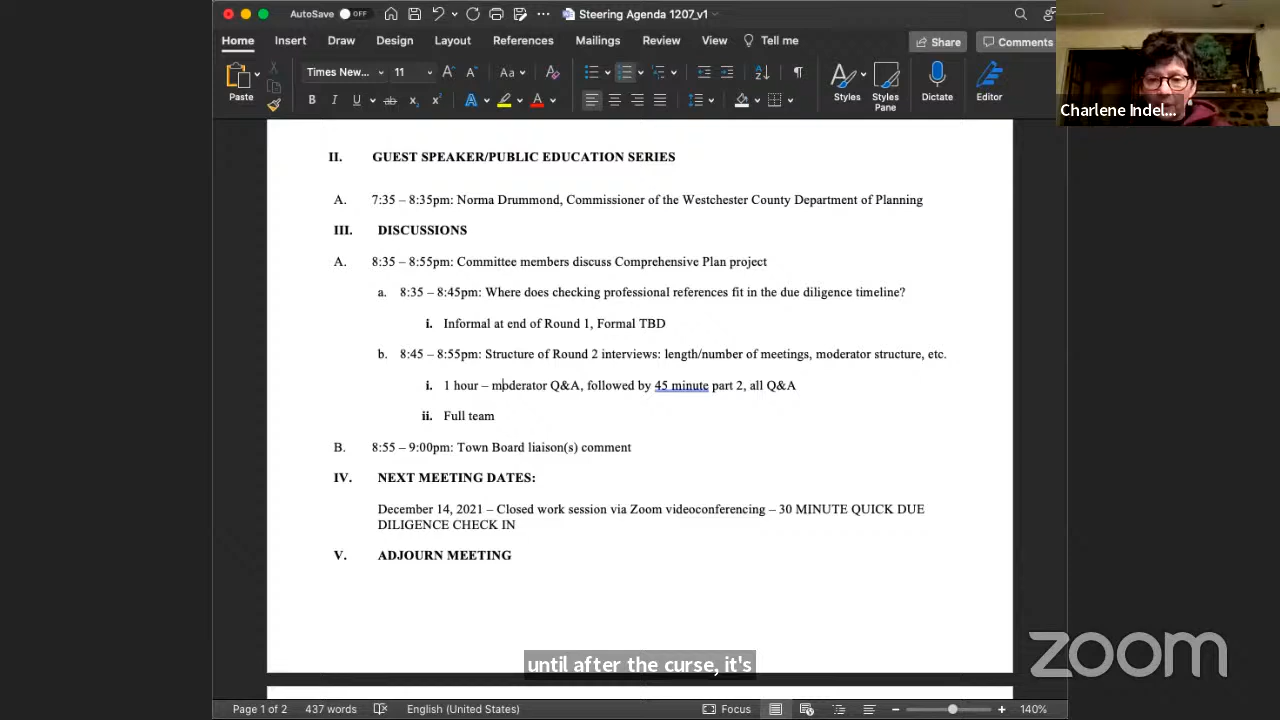 AutoSave OFF
Steering Agenda 1207_v1
Home Insert Draw Design Layout References Mailings Review View Tell me
Share Comments
Paste
Times New... 11
Aa
B I U ab x₂ x²
Styles
Styles Pane
Dictate
Editor
Charlene Indel...
II. GUEST SPEAKER/PUBLIC EDUCATION SERIES
A. 7:35 – 8:35pm: Norma Drummond, Commissioner of the Westchester County Department of Planning
III. DISCUSSIONS
A. 8:35 – 8:55pm: Committee members discuss Comprehensive Plan project
a. 8:35 – 8:45pm: Where does checking professional references fit in the due diligence timeline?
i. Informal at end of Round 1, Formal TBD
b. 8:45 – 8:55pm: Structure of Round 2 interviews: length/number of meetings, moderator structure, etc.
i. 1 hour – moderator Q&A, followed by 45 minute part 2, all Q&A
ii. Full team
B. 8:55 – 9:00pm: Town Board liaison(s) comment
IV. NEXT MEETING DATES:
December 14, 2021 – Closed work session via Zoom videoconferencing – 30 MINUTE QUICK DUE
DILIGENCE CHECK IN
V. ADJOURN MEETING
until after the curse, it's
zoom
Page 1 of 2 437 words English (United States) Focus 140%